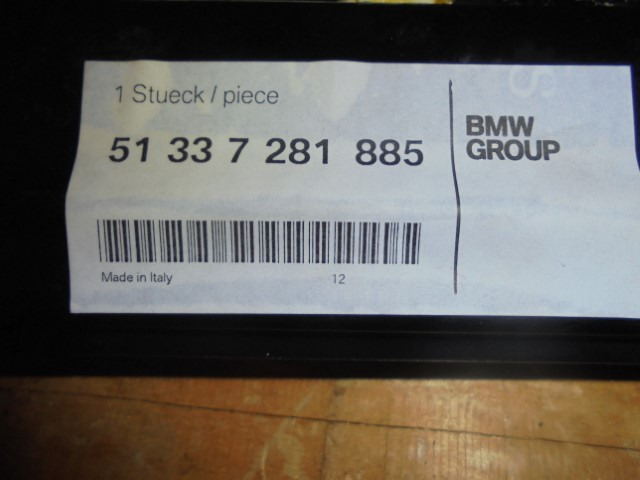 1 Stueck / piece
51 33 7 281 885
BMW
GROUP
Made in Italy
12